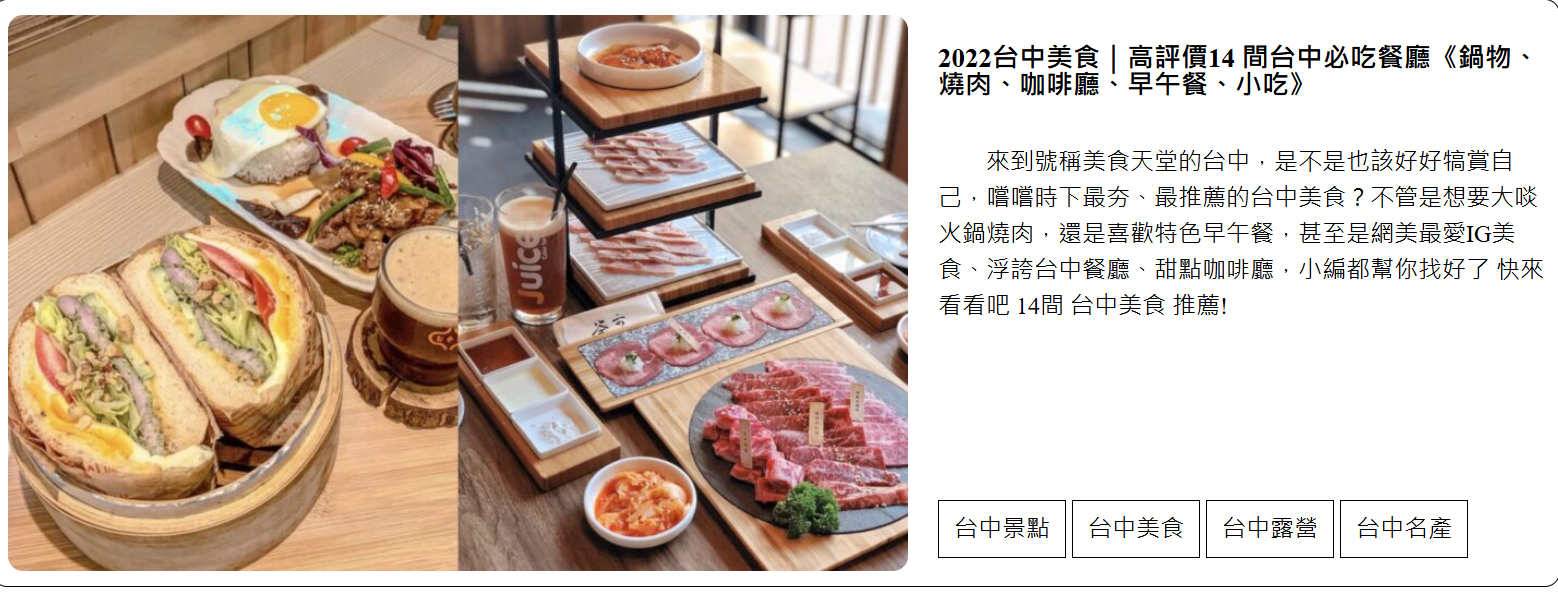 2022台中美食｜高評價14 間台中必吃餐廳《鍋物、
燒肉、咖啡廳、早午餐、小吃》
來到號稱美食天堂的台中，是不是也該好好犒賞自
己，嚐嚐時下最夯、最推薦的台中美食？不管是想要大啖
火鍋燒肉，還是喜歡特色早午餐，甚至是網美最愛IG美
食、浮誇台中餐廳、甜點咖啡廳，小編都幫你找好了 快來
看看吧 14間 台中美食 推薦!
台中景點
台中美食
台中露營
台中名產
Juice